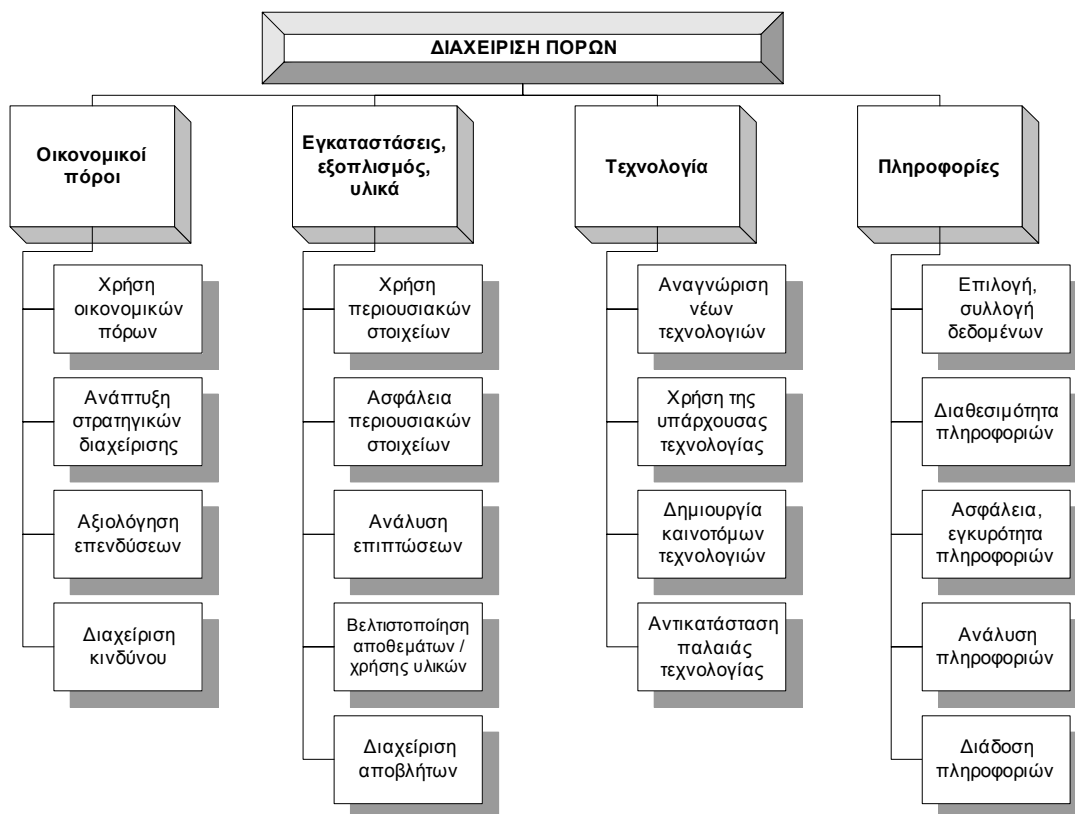 ΔΙΑΧΕΙΡΙΣΗ ΠΟΡΩΝ
Οικονομικοί
πόροι
Χρήση
οικονομικών
πόρων
Ανάπτυξη
στρατηγικών
διαχείρισης
Αξιολόγηση
επενδύσεων
Διαχείριση
κινδύνου
Εγκαταστάσεις,
εξοπλισμός,
υλικά
Χρήση
περιουσιακών
στοιχείων
Ασφάλεια
περιουσιακών
στοιχείων
Ανάλυση
επιπτώσεων
Βελτιστοποίηση
αποθεμάτων /
χρήσης υλικών
Διαχείριση
αποβλήτων
Τεχνολογία
Αναγνώριση
νέων
τεχνολογιών
Χρήση της
υπάρχουσας
τεχνολογίας
Δημιουργία
καινοτόμων
τεχνολογιών
Αντικατάσταση
παλαιάς
τεχνολογίας
Πληροφορίες
Επιλογή,
συλλογή
δεδομένων
Διαθεσιμότητα
πληροφοριών
Ασφάλεια,
εγκυρότητα
πληροφοριών
Ανάλυση
πληροφοριών
Διάδοση
πληροφοριών